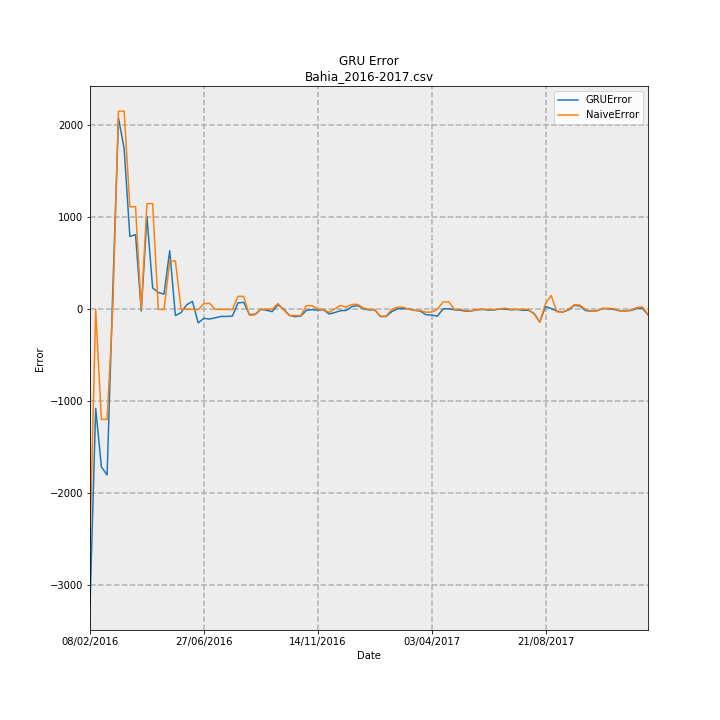 GRU Error
Bahia_2016-2017.csv
GRUError
NaiveError
2000
1000
0
−1000
−2000
−3000
Error
08/02/2016
27/06/2016
14/11/2016
03/04/2017
21/08/2017
Date